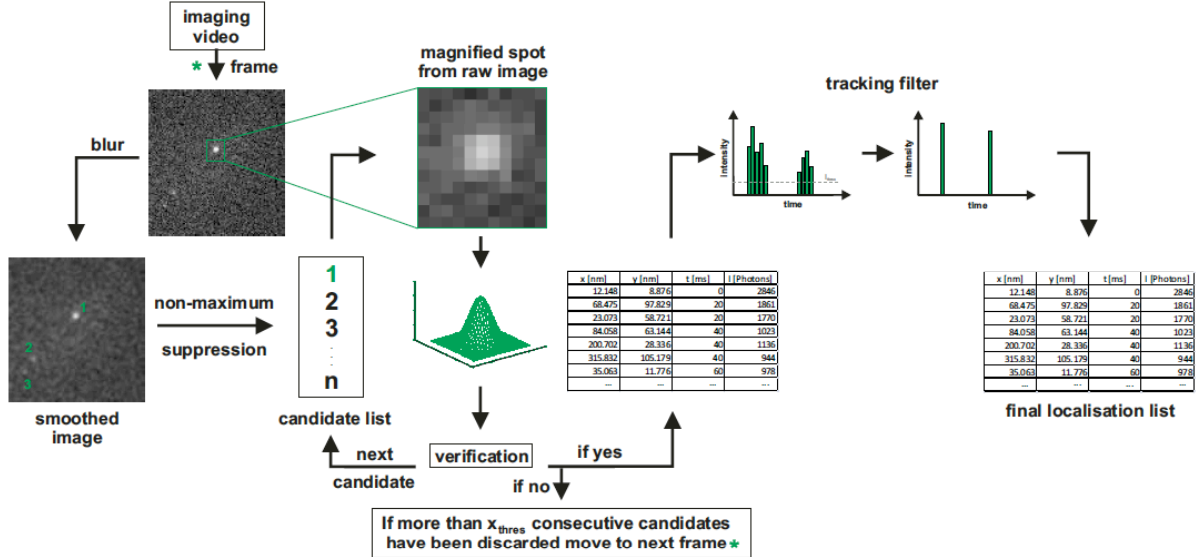 imaging
video
* frame
blur
1
2
3
smoothed
image
non-maximum
suppression
1
2
3
.
.
.
n
candidate list
magnified spot
from raw image
verification
next
candidate
if yes
if no
If more than xthres consecutive candidates
have been discarded move to next frame *
x [nm] y [nm] t [ms] I [Photons]
12.148 8.876 0 2846
68.475 97.829 20 1861
23.073 58.721 20 1770
84.058 63.144 40 1023
200.702 28.336 40 1136
315.832 105.179 40 944
35.063 11.776 60 978
... ... ... ...
tracking filter
intensity
time
intensity
time
x [nm] y [nm] t [ms] I [Photons]
12.148 8.876 0 2846
68.475 97.829 20 1861
23.073 58.721 20 1770
84.058 63.144 40 1023
200.702 28.336 40 1136
315.832 105.179 40 944
35.063 11.776 60 978
... ... ... ...
final localisation list